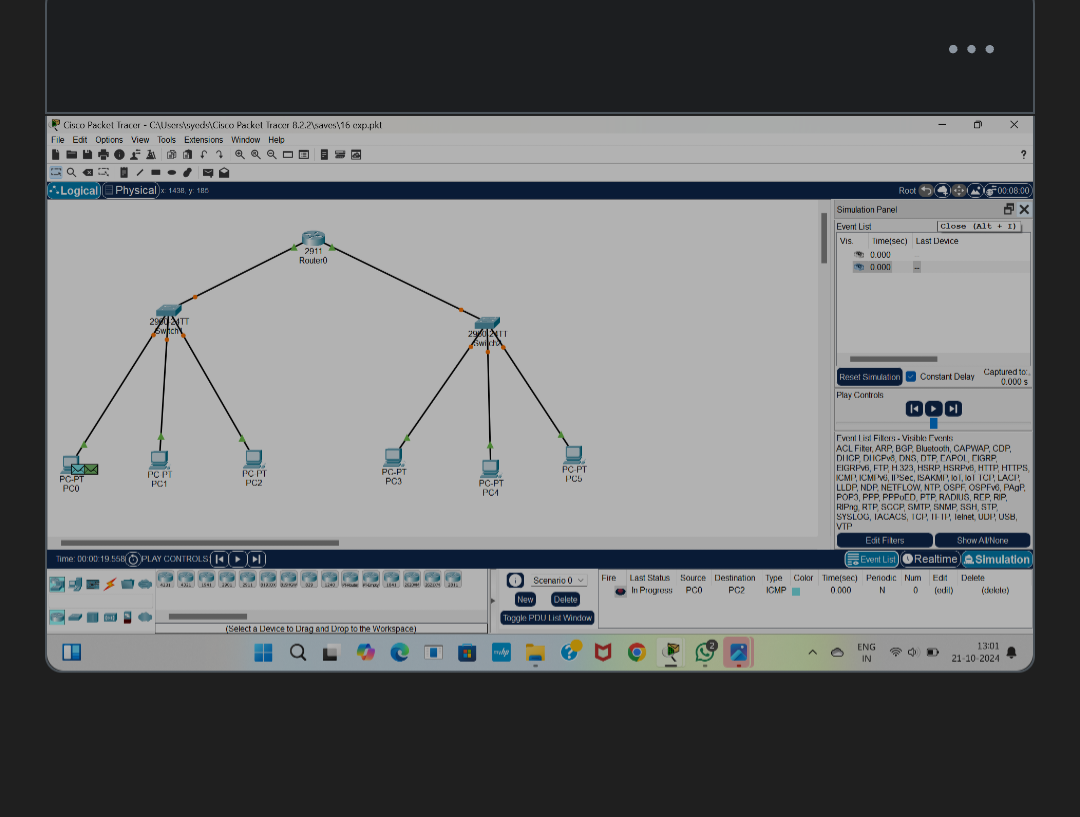 Cisco Packet Tracer - C:\Users\syeds\Cisco Packet Tracer 8.2.2\saves\16 exp.pkt
File Edit Options View Tools Extensions Window Help
?
Logical Physical x: 1438, y: 185
Root 00:08:00
Simulation Panel
Event List
Close (Alt + I)
Vis. Time(sec) Last Device
0.000 --
0.000 --
Reset Simulation Constant Delay Captured to:
0.000 s
Play Controls
Event List Filters - Visible Events
ACL Filter, ARP, BGP, Bluetooth, CAPWAP, CDP,
DHCP, DHCPv6, DNS, DTP, EAPOL, EIGRP,
EIGRPv6, FTP, H.323, HSRP, HSRPv6, HTTP, HTTPS,
ICMP, ICMPv6, IPSec, ISAKMP, IoT, IoT TCP, LACP,
LLDP, NDP, NETFLOW, NTP, OSPF, OSPFv6, PAgP,
POP3, PPP, PPPoED, PTP, RADIUS, REP, RIP,
RIPng, RTP, SCCP, SMTP, SNMP, SSH, STP,
SYSLOG, TACACS, TCP, TFTP, Telnet, UDP, USB,
VTP
Edit Filters Show All/None
2911
Router0
2960-24TT
Switch1
2960-24TT
PC-PT
PC0
PC-PT
PC1
PC-PT
PC2
PC-PT
PC3
PC-PT
PC4
PC-PT
PC5
Time: 00:00:19.558 PLAY CONTROLS:
Event List Realtime Simulation
(Select a Device to Drag and Drop to the Workspace)
Scenario 0
New Delete
Toggle PDU List Window
Fire Last Status Source Destination Type Color Time(sec) Periodic Num Edit Delete
In Progress PC0 PC2 ICMP 0.000 N 0 (edit) (delete)
2
ENG
IN
13:01
21-10-2024